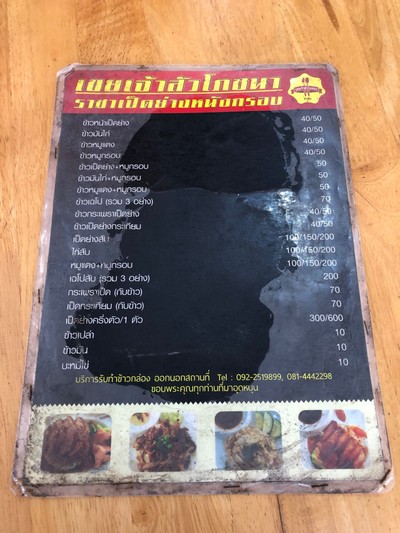 เชยเจ้าสัวโภชนา
ราชาเป็ดย่างหนังกรอบ
ข้าวหน้าเป็ดย่าง 40/50
ข้าวมันไก่ 40/50
ข้าวหมูแดง 40/50
ข้าวหมูกรอบ 40/50
ข้าวเป็ดย่าง+หมูกรอบ 50
ข้าวมันไก่+หมูกรอบ 50
ข้าวหมูแดง+หมูกรอบ 50
ข้าวเฉโป (รวม 3 อย่าง) 70
ข้าวกระเพราเป็ดย่าง 40/50
ข้าวเป็ดย่างกระเทียม 40/50
เป็ดย่างสับ 100/150/200
ไก่สับ 100/150/200
หมูแดง+หมูกรอบ 100/150/200
เฉโปสับ (รวม 3 อย่าง) 200
กระเพราเป็ด (กับข้าว) 70
เป็ดกระเทียม (กับข้าว) 70
เป็ดย่างครึ่งตัว/1 ตัว 300/600
ข้าวเปล่า 10
ข้าวมัน 10
บะหมี่ไข่ 10
บริการรับทำข้าวกล่อง ออกนอกสถานที่ Tel : 092-2519899, 081-4442298
ขอบพระคุณทุกท่านที่มาอุดหนุน